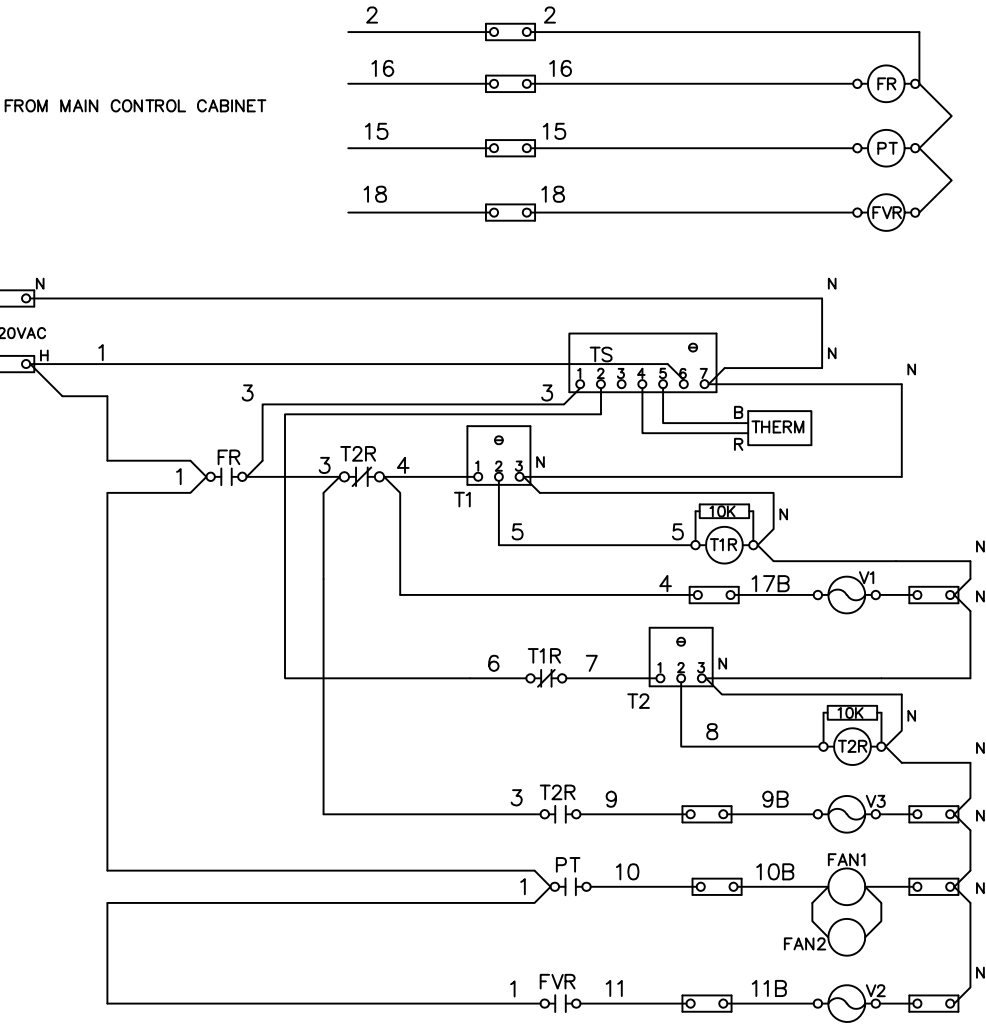 2 2
16 16 FR
FROM MAIN CONTROL CABINET
15 15 PT
18 18 FVR
N N
20VAC
H 1 TS N
1 2 3 4 5 6 7 N
3 3
B THERM
R
FR 3 T2R 4 1 2 3 N
1
T1 10K N
5 5 T1R N
4 17B V1 N
6 T1R 7 1 2 3 N
T2 10K N
8 T2R N
3 T2R 9 9B V3 N
PT 10 10B FAN1
1 N
FAN2
1 FVR 11 11B V2 N